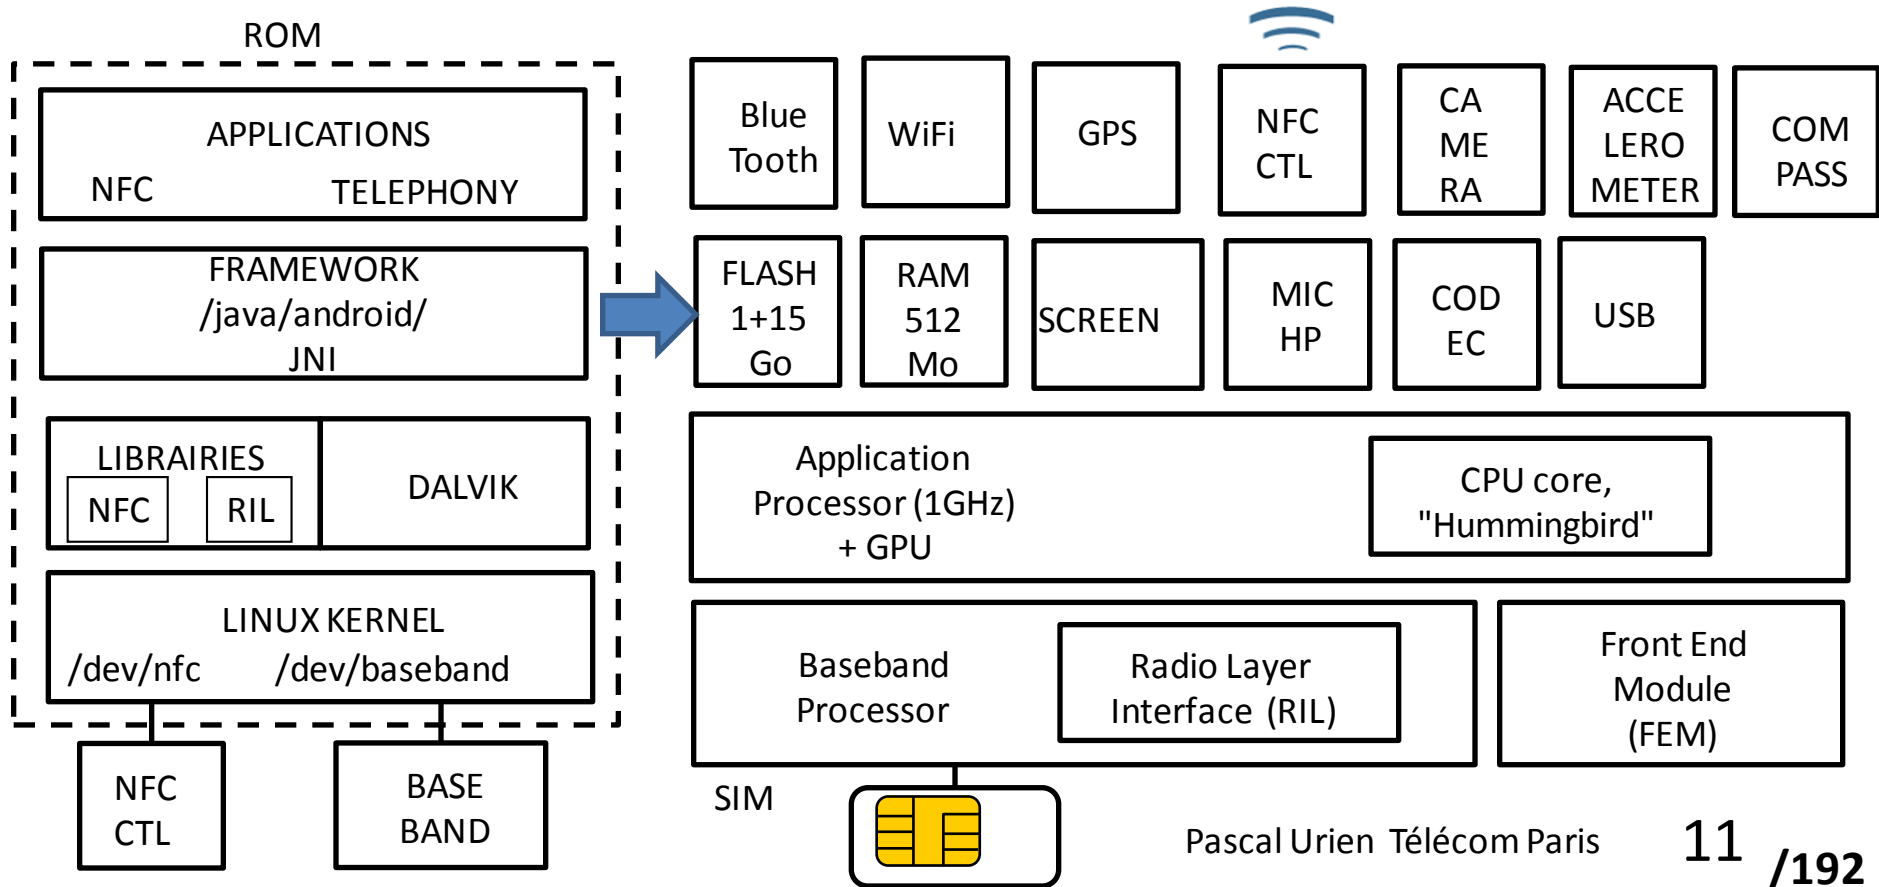 ROM
APPLICATIONS
NFC TELEPHONY
FRAMEWORK
/java/android/
JNI
LIBRAIRIES
NFC RIL
DALVIK
LINUX KERNEL
/dev/nfc /dev/baseband
NFC
CTL
BASE
BAND
Blue
Tooth
WiFi
GPS
NFC
CTL
CA
ME
RA
ACCE
LERO
METER
COM
PASS
FLASH
1+15
Go
RAM
512
Mo
SCREEN
MIC
HP
COD
EC
USB
Application
Processor (1GHz)
+ GPU
CPU core,
"Hummingbird"
Baseband
Processor
Radio Layer
Interface (RIL)
Front End
Module
(FEM)
SIM
Pascal Urien Télécom Paris
11 /192